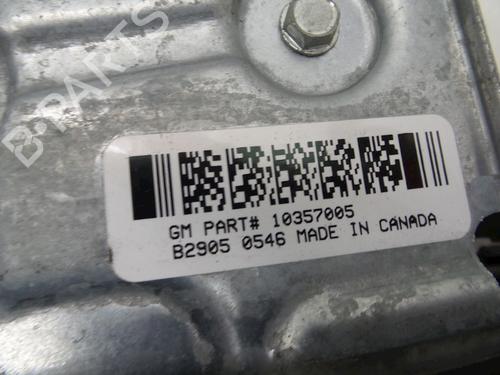 B-PARTS
GM PART# 10357005
B2905 0546 MADE IN CANADA